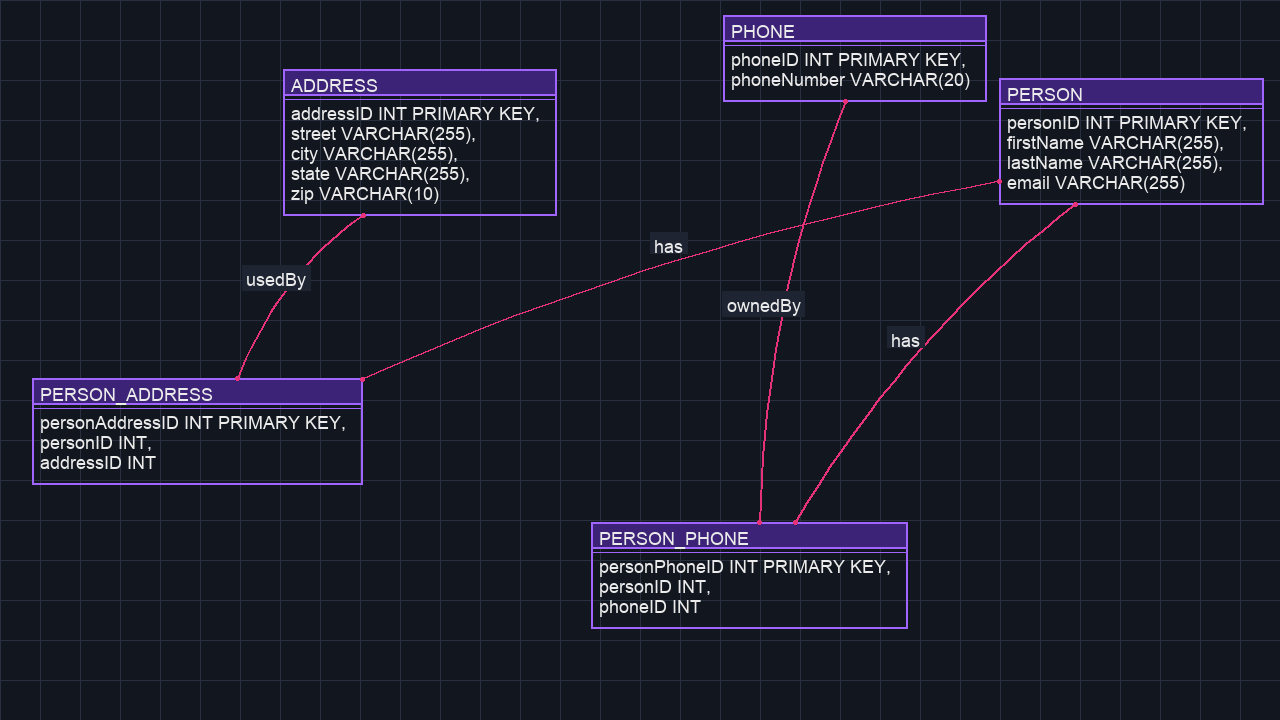 PHONE
phoneID INT PRIMARY KEY,
phoneNumber VARCHAR(20)
ADDRESS
addressID INT PRIMARY KEY,
street VARCHAR(255),
city VARCHAR(255),
state VARCHAR(255),
zip VARCHAR(10)
PERSON
personID INT PRIMARY KEY,
firstName VARCHAR(255),
lastName VARCHAR(255),
email VARCHAR(255)
has
usedBy
ownedBy
has
PERSON_ADDRESS
personAddressID INT PRIMARY KEY,
personID INT,
addressID INT
PERSON_PHONE
personPhoneID INT PRIMARY KEY,
personID INT,
phoneID INT